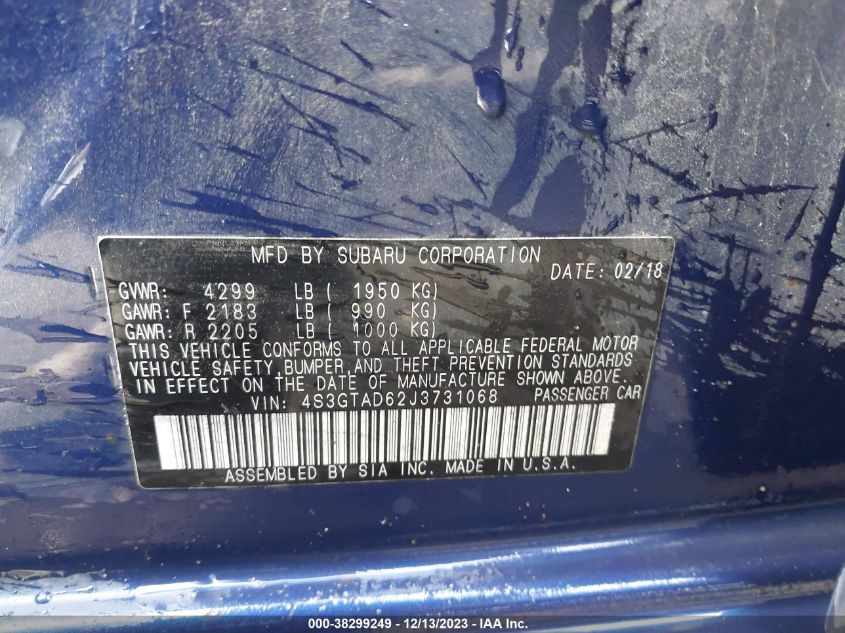 MFD BY SUBARU CORPORATION
DATE: 02/18
GVWR: 4299 LB ( 1950 KG)
GAWR: F 2183 LB ( 990 KG)
GAWR: R 2205 LB ( 1000 KG)
THIS VEHICLE CONFORMS TO ALL APPLICABLE FEDERAL MOTOR
VEHICLE SAFETY, BUMPER, AND THEFT PREVENTION STANDARDS
IN EFFECT ON THE DATE OF MANUFACTURE SHOWN ABOVE.
VIN: 4S3GTAD62J3731068 PASSENGER CAR
ASSEMBLED BY SIA INC. MADE IN U.S.A.
000-38299249 - 12/13/2023 - IAA Inc.